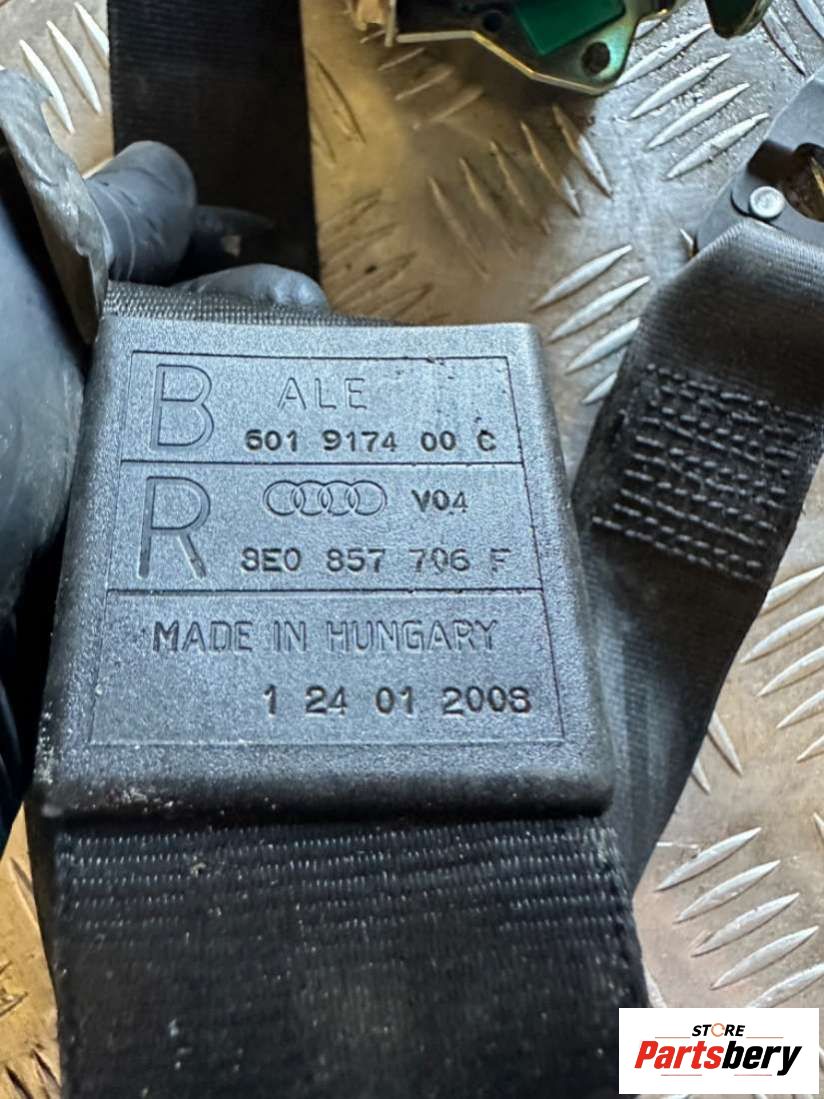 B ALE
601 9174 00 C
R V04
8E0 857 706 F
MADE IN HUNGARY
1 24 01 2008
STORE
Partsbery